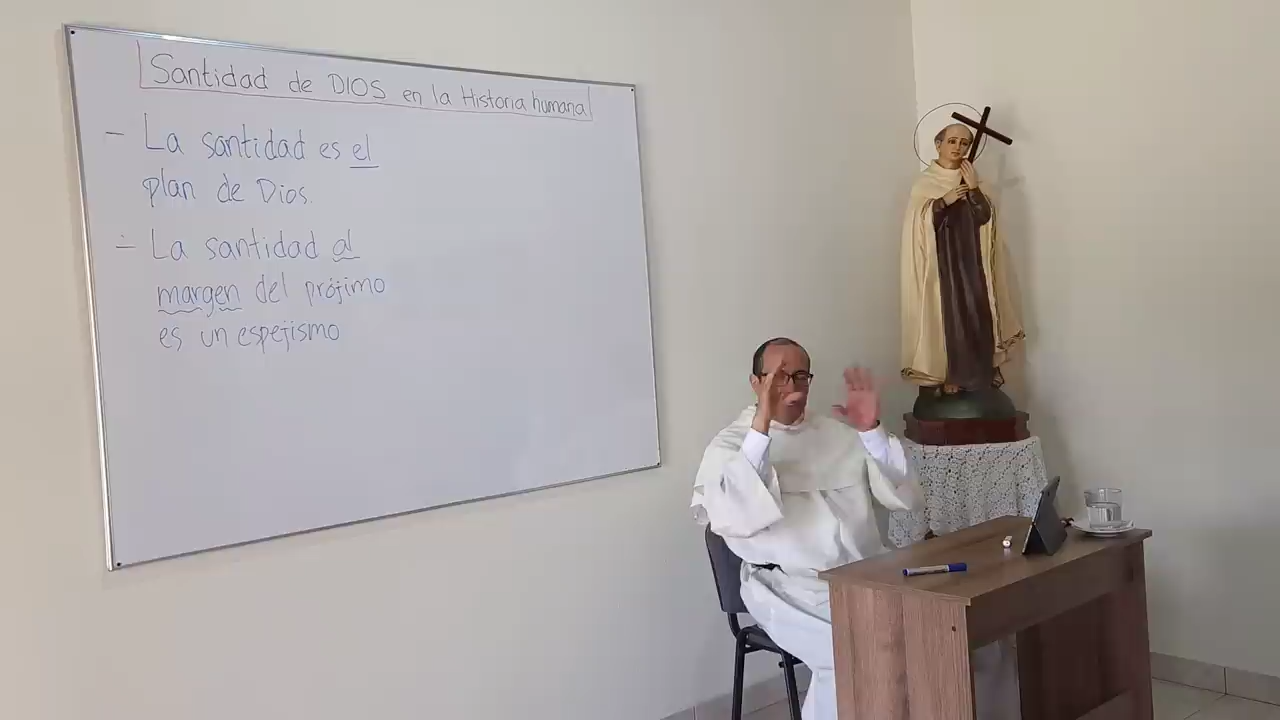 Santidad de DIOS en la Historia humana
- La santidad es el
plan de Dios.
- La santidad al
margen del prójimo
es un espejismo